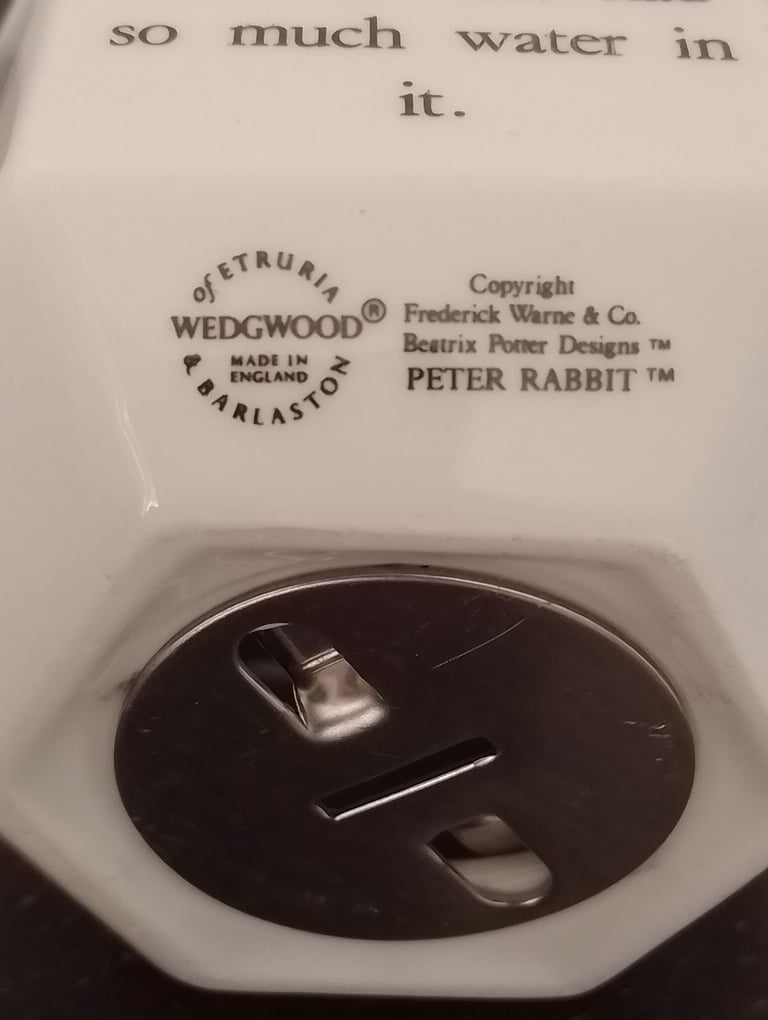 so much water in
it.
of ETRURIA
WEDGWOOD®
MADE IN
ENGLAND
& BARLASTON
Copyright
Frederick Warne & Co.
Beatrix Potter Designs ™
PETER RABBIT ™